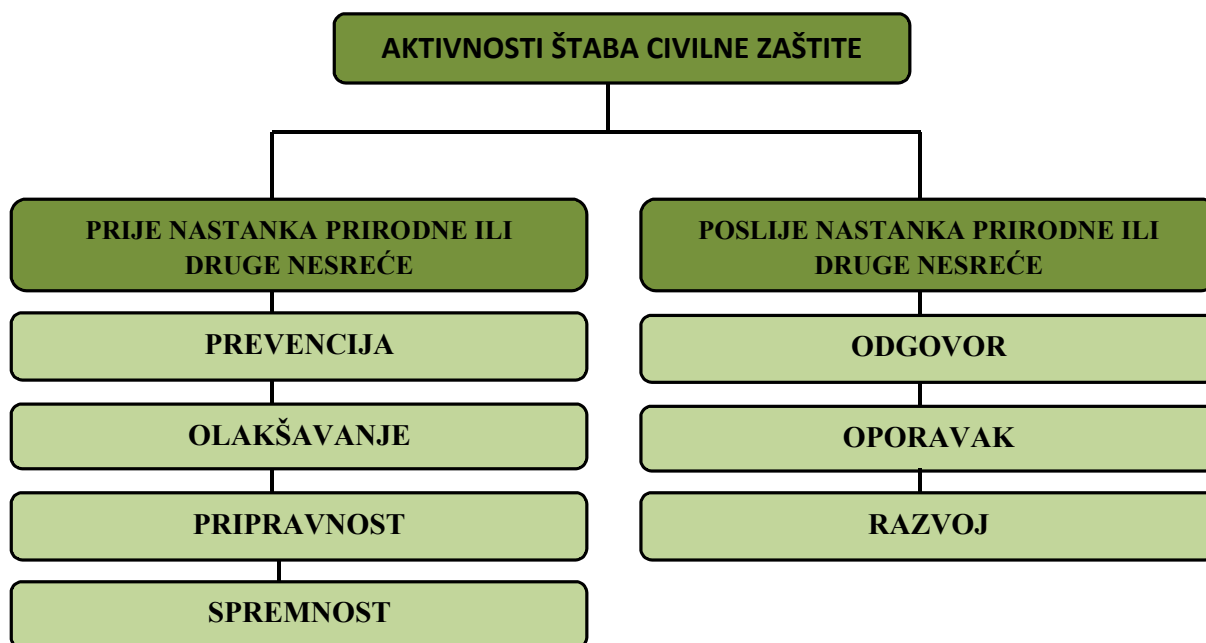 AKTIVNOSTI ŠTABA CIVILNE ZAŠTITE
PRIJE NASTANKA PRIRODNE ILI
DRUGE NESREĆE
PREVENCIJA
OLAKŠAVANJE
PRIPRAVNOST
SPREMNOST
POSLIJE NASTANKA PRIRODNE ILI
DRUGE NESREĆE
ODGOVOR
OPORAVAK
RAZVOJ